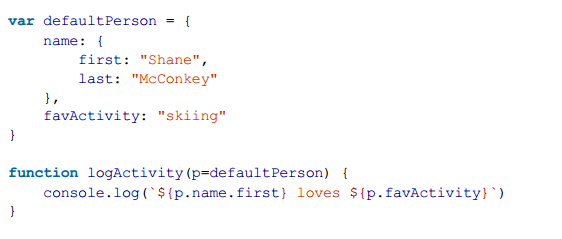 var defaultPerson = {
    name: {
        first: "Shane",
        last: "McConkey"
    },
    favActivity: "skiing"
}
function logActivity(p=defaultPerson) {
    console.log(`${p.name.first} loves ${p.favActivity}`)
}